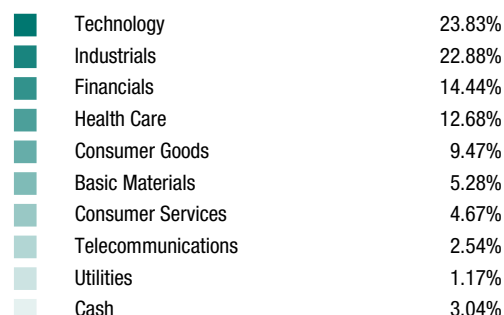 Technology 23.83%
Industrials 22.88%
Financials 14.44%
Health Care 12.68%
Consumer Goods 9.47%
Basic Materials 5.28%
Consumer Services 4.67%
Telecommunications 2.54%
Utilities 1.17%
Cash 3.04%